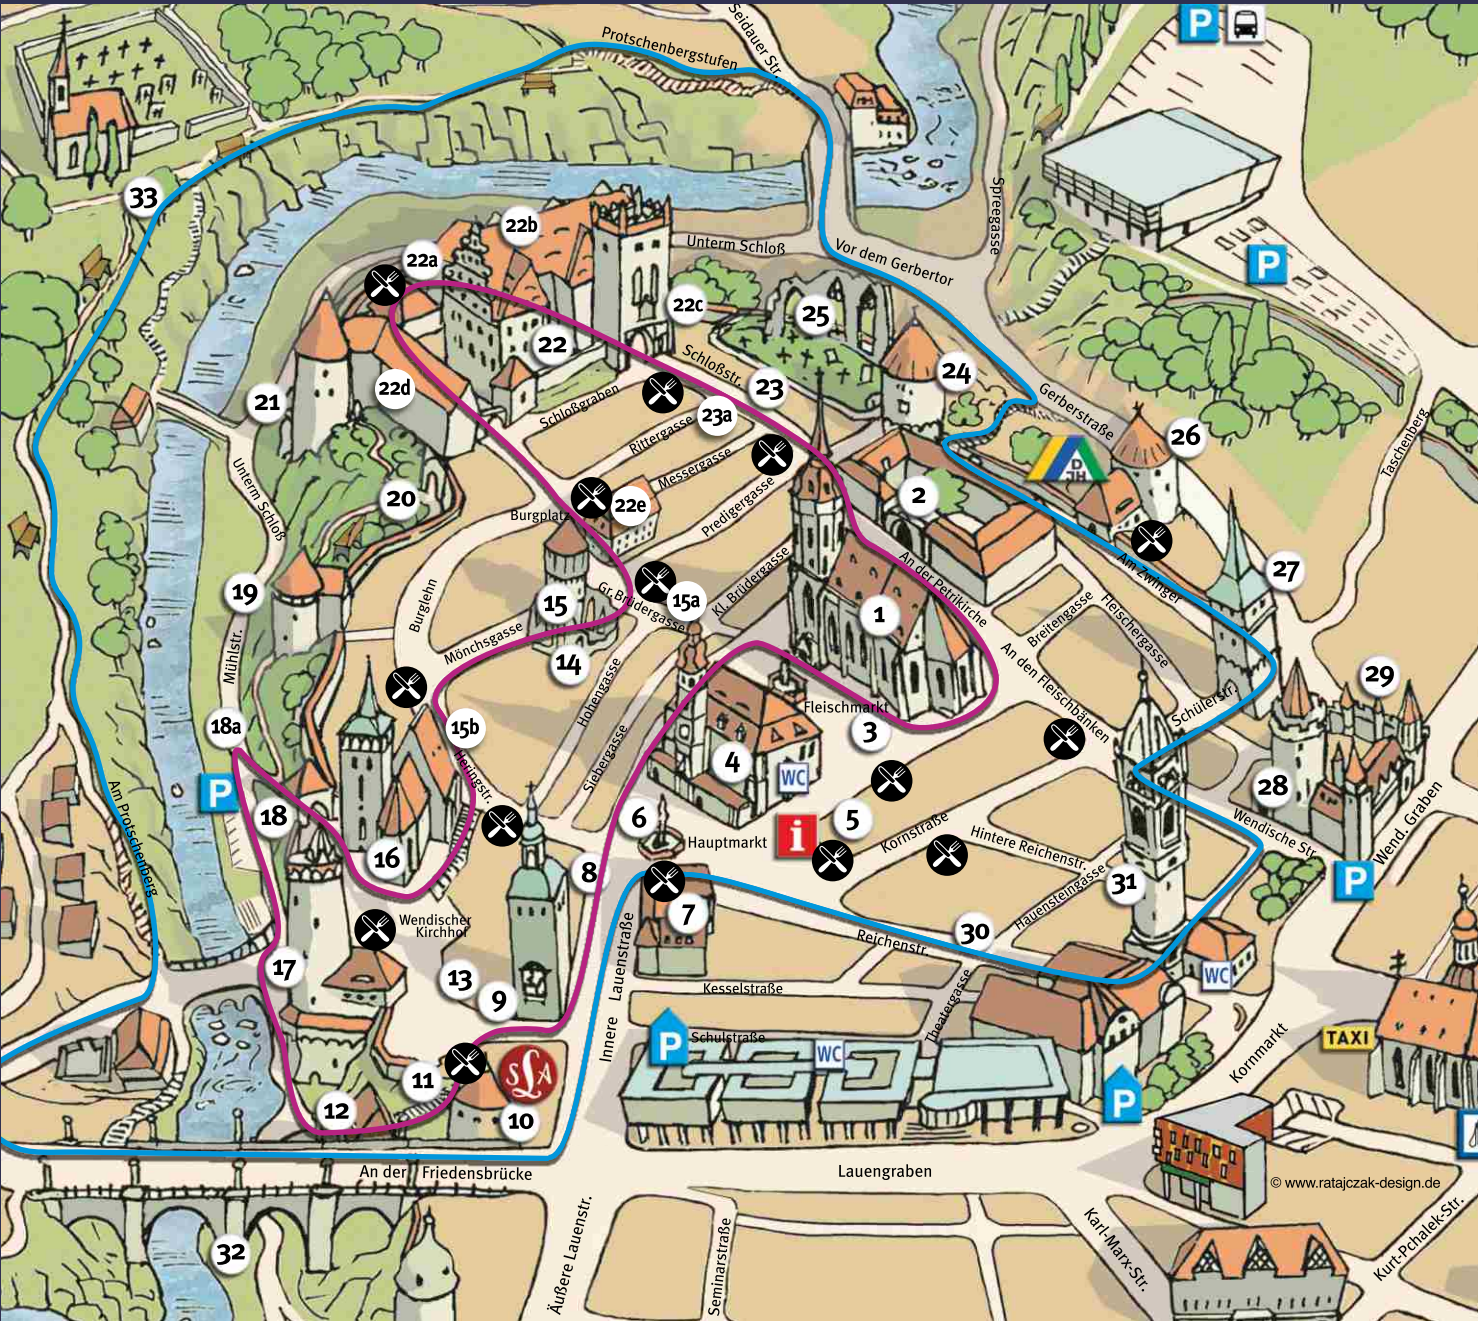 Seidauer Str.
P
Protschenbergstufen
33
Spreegasse
22b
Unterm Schloß
Vor dem Gerbertor
22a
P
22c
25
22
Schloßstr.
24
23
22d
21
Schloßgraben
23a
Gerberstraße
Rittergasse
26
Taschenberg
Messergasse
D
JH
Unterm Schloß
20
2
22e
Predigergasse
Burgplatz
Am Zwinger
An der Petrikirche
27
19
Gr. Brüdergasse
15a
Kl. Brüdergasse
Burglehn
15
1
Breitengasse
Fleischergasse
Mühlstr.
Mönchsgasse
14
An den Fleischbänken
29
Hohengasse
Fleischmarkt
Schülerstr.
18a
15b
3
Heringstr.
Siebergasse
4
WC
P
28
Am Protschenberg
18
6
i
5
Wendische Str.
Hauptmarkt
Kornstraße
Hintere Reichenstr.
Wend. Graben
16
8
31
P
Hauensteingasse
7
Wendischer
Kirchhof
30
Reichenstr.
17
13
9
Innere Lauenstraße
Kesselstraße
WC
Theatergasse
P
Schulstraße
WC
TAXI
Kornmarkt
11
SLA
12
10
P
An der Friedensbrücke
Lauengraben
© www.ratajczak-design.de
32
Äußere Lauenstr.
Seminarstraße
Karl-Marx-Str.
Kurt-Pchalek-Str.